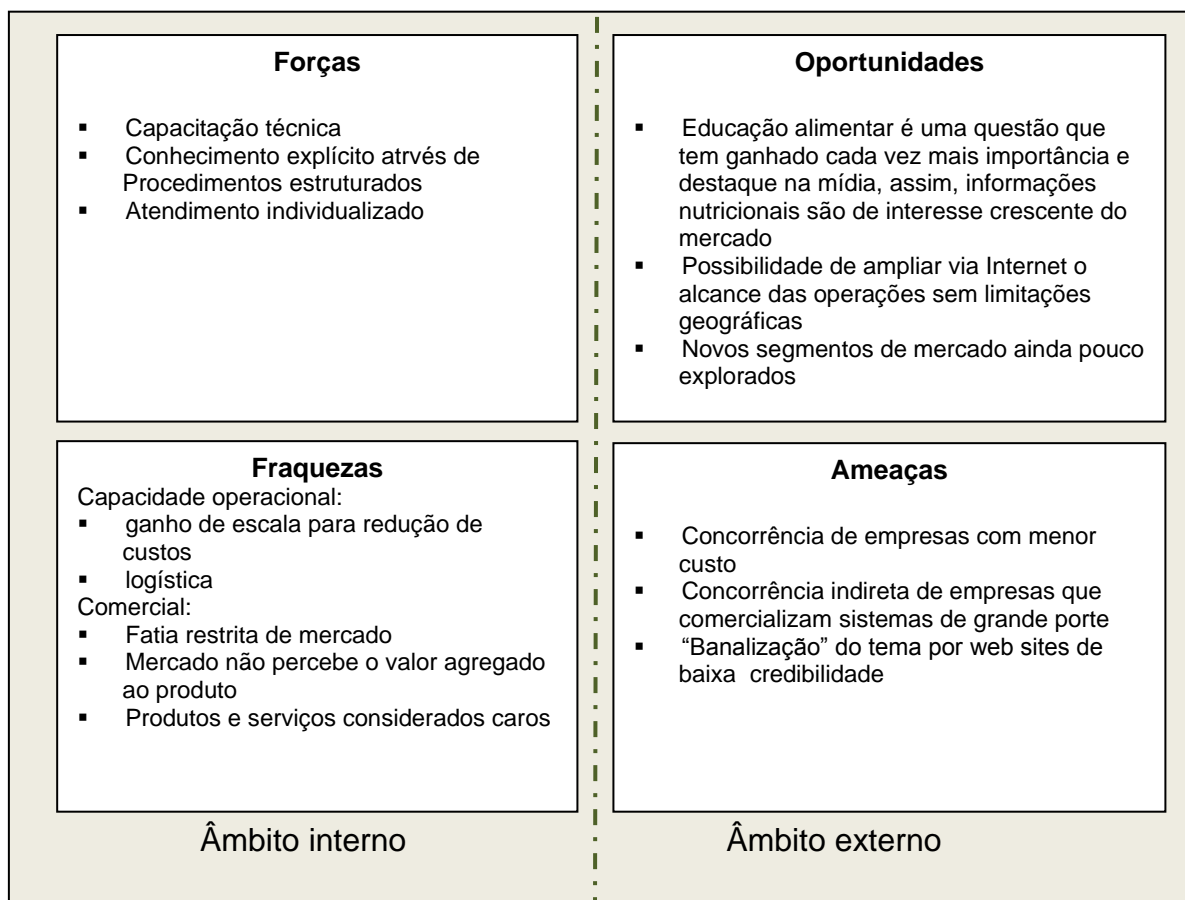 Forças
▪ Capacitação técnica
▪ Conhecimento explícito atrvés de
Procedimentos estruturados
▪ Atendimento individualizado
Oportunidades
▪ Educação alimentar é uma questão que
tem ganhado cada vez mais importância e
destaque na mídia, assim, informações
nutricionais são de interesse crescente do
mercado
▪ Possibilidade de ampliar via Internet o
alcance das operações sem limitações
geográficas
▪ Novos segmentos de mercado ainda pouco
explorados
Fraquezas
Capacidade operacional:
▪ ganho de escala para redução de
custos
▪ logística
Comercial:
▪ Fatia restrita de mercado
▪ Mercado não percebe o valor agregado
ao produto
▪ Produtos e serviços considerados caros
Ameaças
▪ Concorrência de empresas com menor
custo
▪ Concorrência indireta de empresas que
comercializam sistemas de grande porte
▪ “Banalização” do tema por web sites de
baixa credibilidade
Âmbito interno
Âmbito externo